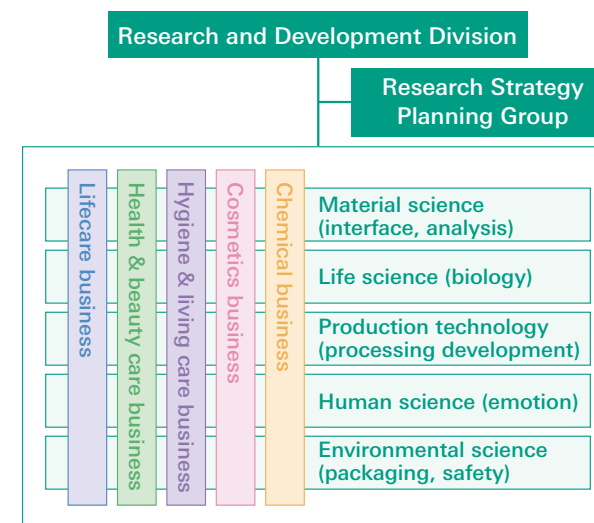 Research and Development Division
Research Strategy
Planning Group
Lifecare business
Health & beauty care business
Hygiene & living care business
Cosmetics business
Chemical business
Material science
(interface, analysis)
Life science (biology)
Production technology
(processing development)
Human science (emotion)
Environmental science
(packaging, safety)